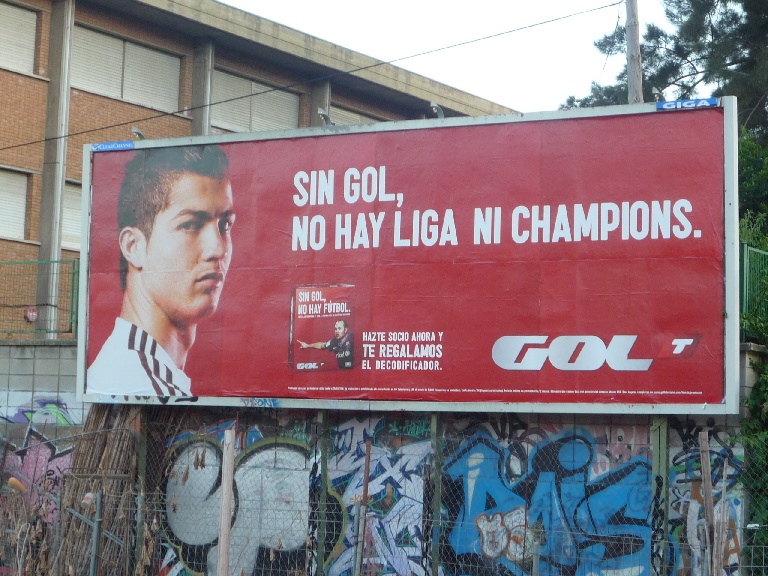 GIGA
SIN GOL,
NO HAY LIGA NI CHAMPIONS.
SIN GOL,
NO HAY FÚTBOL.
HAZTE SOCIO AHORA Y
TE REGALAMOS
EL DECODIFICADOR.
GOL T
GOL T